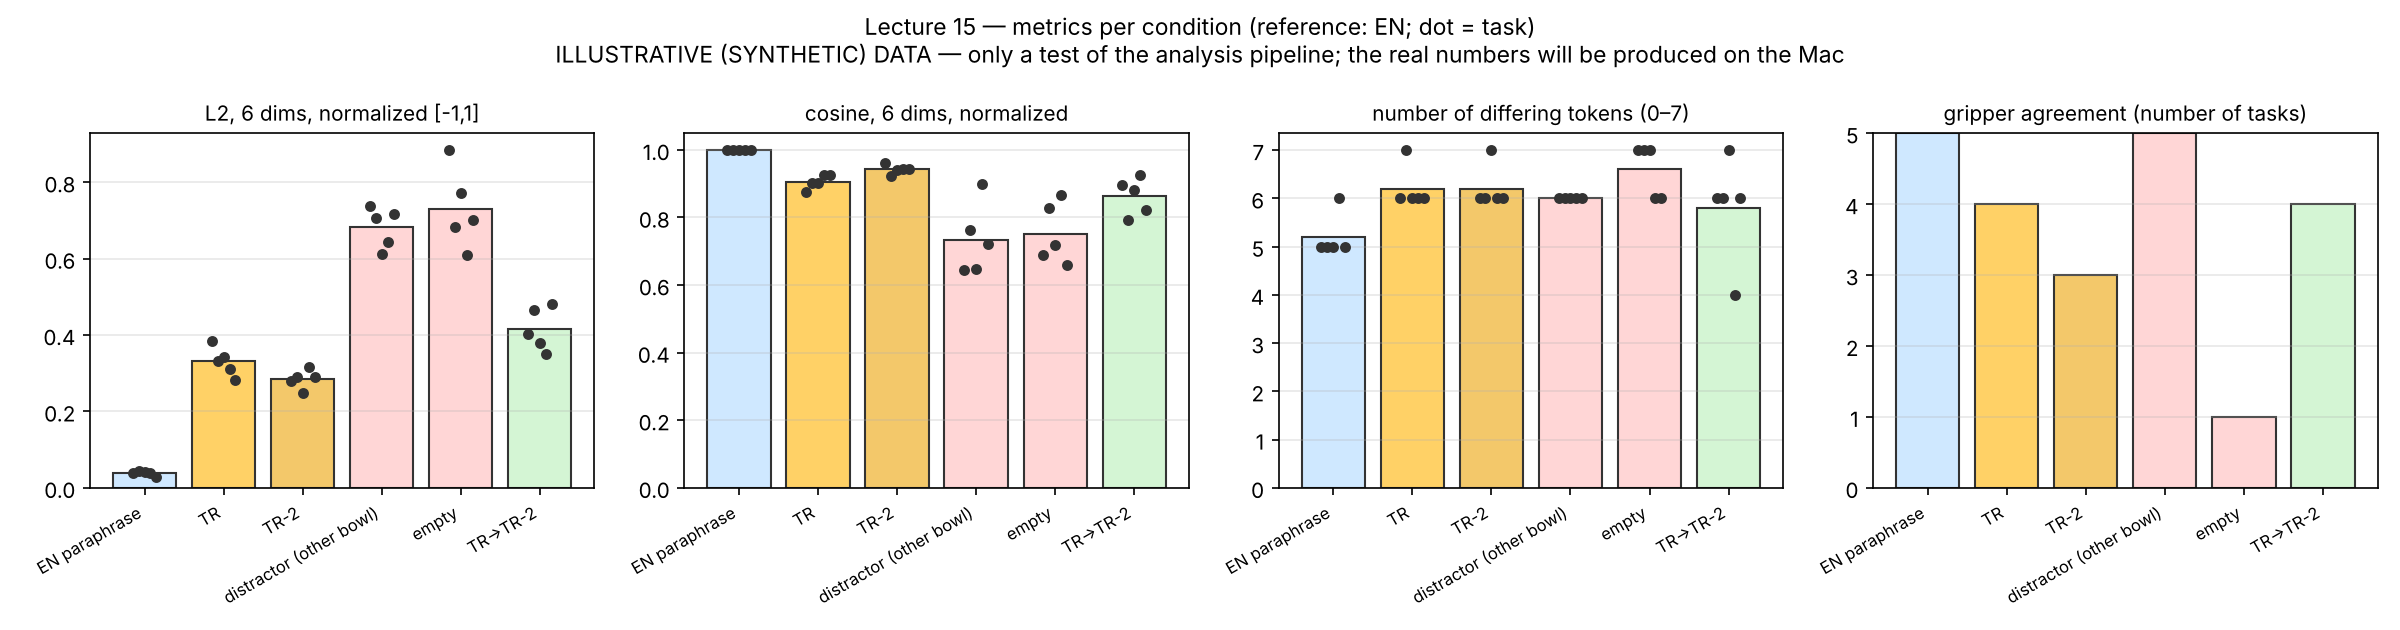 Lecture 15 — metrics per condition (reference: EN; dot = task)
ILLUSTRATIVE (SYNTHETIC) DATA — only a test of the analysis pipeline; the real numbers will be produced on the Mac
L2, 6 dims, normalized [-1,1]
0.8
0.6
0.4
0.2
0.0
EN paraphrase
TR
TR-2
distractor (other bowl)
empty
TR→TR-2
cosine, 6 dims, normalized
1.0
0.8
0.6
0.4
0.2
0.0
EN paraphrase
TR
TR-2
distractor (other bowl)
empty
TR→TR-2
number of differing tokens (0–7)
7
6
5
4
3
2
1
0
EN paraphrase
TR
TR-2
distractor (other bowl)
empty
TR→TR-2
gripper agreement (number of tasks)
5
4
3
2
1
0
EN paraphrase
TR
TR-2
distractor (other bowl)
empty
TR→TR-2